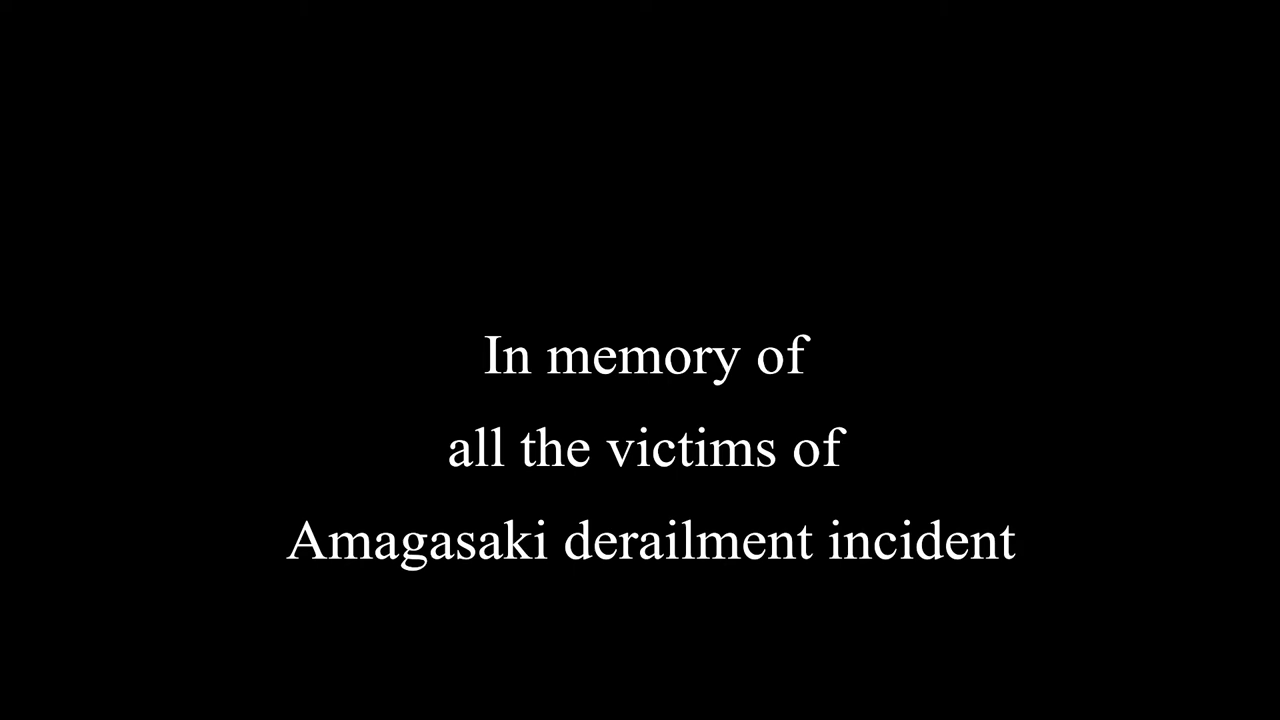 In memory of
all the victims of
Amagasaki derailment incident